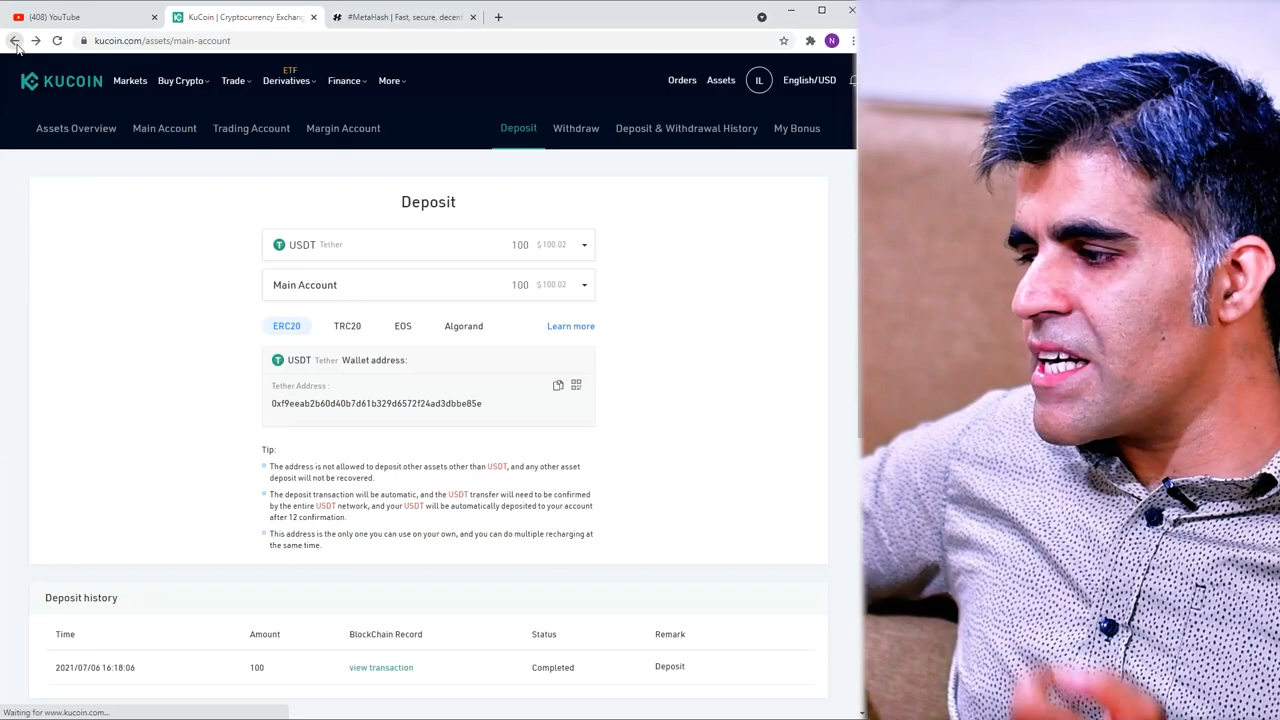 (408) YouTube
KuCoin | Cryptocurrency Exchang
#MetaHash | Fast, secure, decen
kucoin.com/assets/main-account
N
KUCOIN
Markets
Buy Crypto
Trade
ETF
Derivatives
Finance
More
Orders
Assets
IL
English/USD
Assets Overview
Main Account
Trading Account
Margin Account
Deposit
Withdraw
Deposit & Withdrawal History
My Bonus
Deposit
USDT Tether 100 $100.02
Main Account 100 $100.02
ERC20 TRC20 EOS Algorand Learn more
USDT Tether Wallet address:
Tether Address :
0xf9eeab2b60d40b7d61b329d6572f24ad3dbbe85e
Tip:
The address is not allowed to deposit other assets other than USDT, and any other asset
deposit will not be recovered.
The deposit transaction will be automatic, and the USDT transfer will need to be confirmed
by the entire USDT network, and your USDT will be automatically deposited to your account
after 12 confirmation.
This address is the only one you can use on your own, and you can do multiple recharging at
the same time.
Deposit history
Time Amount BlockChain Record Status Remark
2021/07/06 16:18:06 100 view transaction Completed Deposit
Waiting for www.kucoin.com...